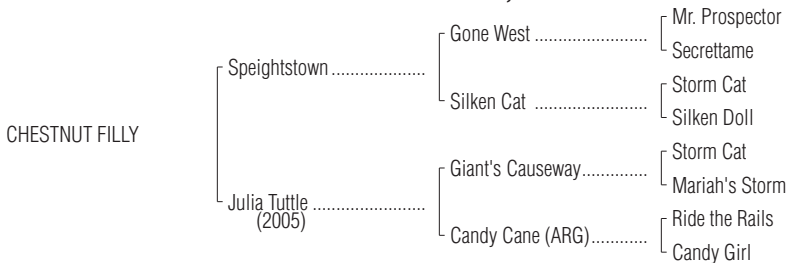 Mr. Prospector
Gone West ........................
Secrettame
Speightstown ....................
Storm Cat
Silken Cat ........................
Silken Doll
CHESTNUT FILLY
Storm Cat
Giant's Causeway..............
Mariah's Storm
Julia Tuttle ........................
(2005)
Ride the Rails
Candy Cane (ARG)............
Candy Girl